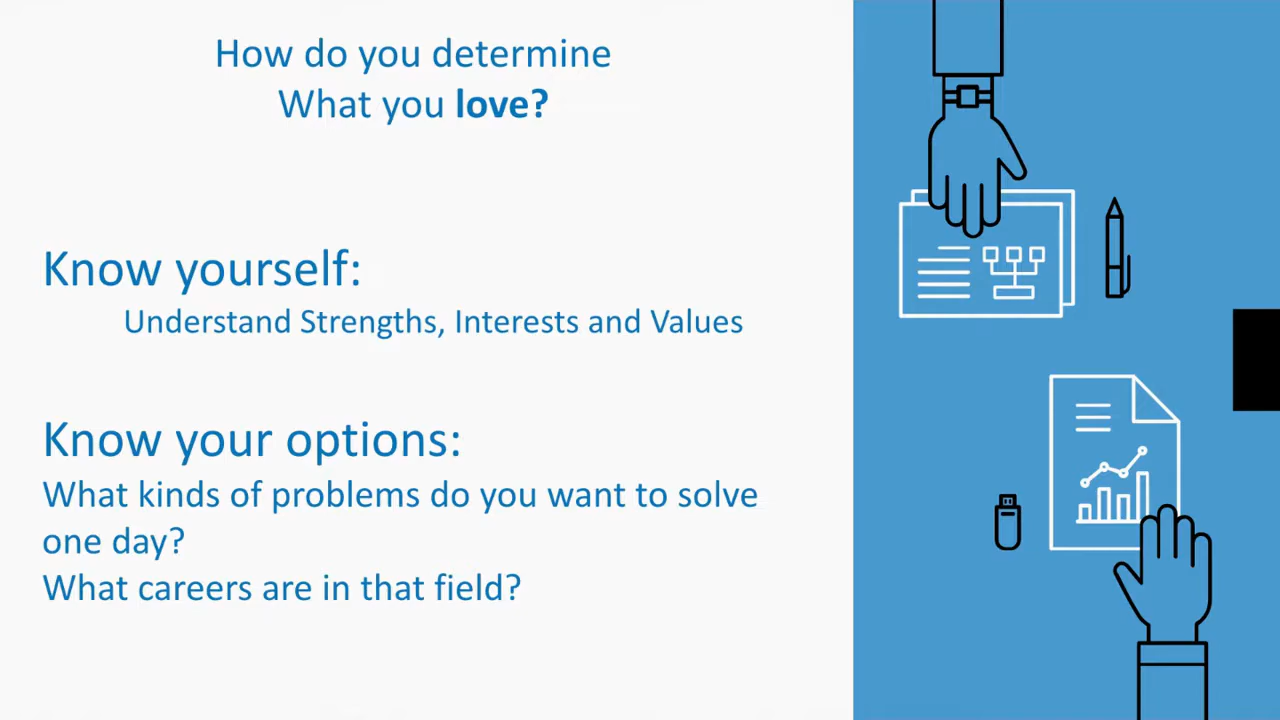 How do you determine
What you love?
Know yourself:
Understand Strengths, Interests and Values
Know your options:
What kinds of problems do you want to solve
one day?
What careers are in that field?